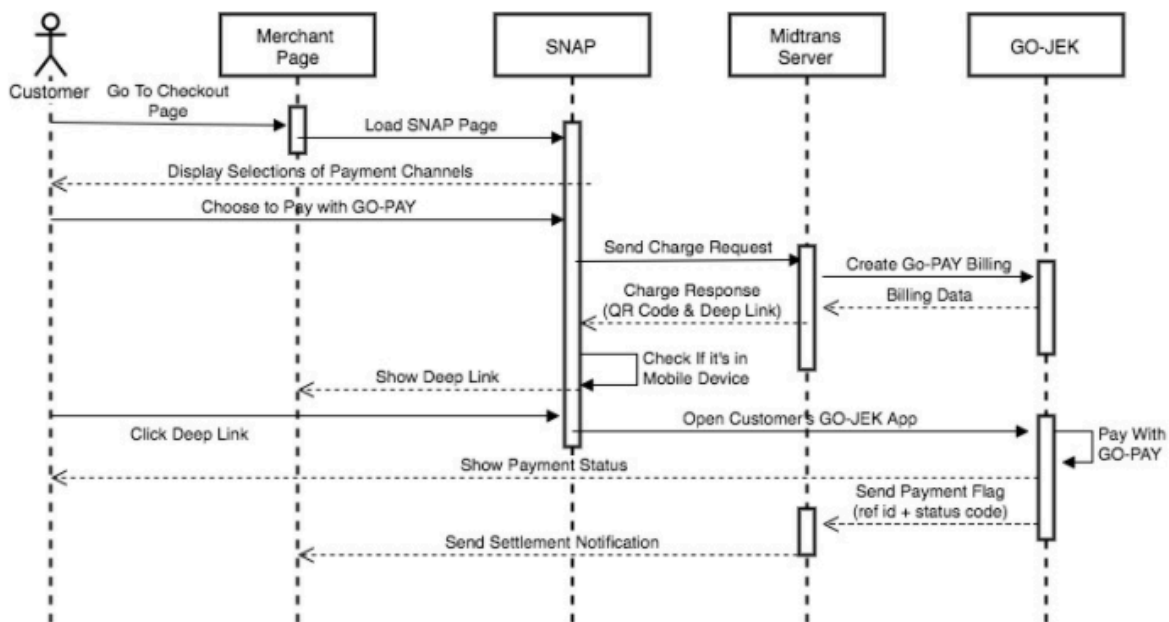 Merchant
Page
SNAP
Midtrans
Server
GO-JEK
Customer
Go To Checkout
Page
Load SNAP Page
Display Selections of Payment Channels
Choose to Pay with GO-PAY
Send Charge Request
Create Go-PAY Billing
Charge Response
(QR Code & Deep Link)
Billing Data
Check If it's in
Mobile Device
Show Deep Link
Click Deep Link
Open Customer's GO-JEK App
Pay With
GO-PAY
Show Payment Status
Send Payment Flag
(ref id + status code)
Send Settlement Notification